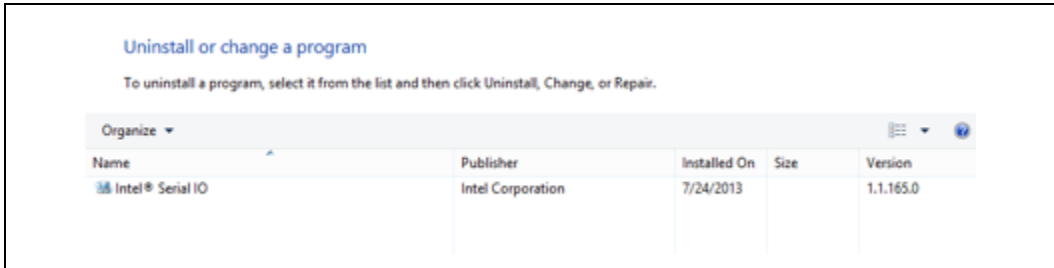 Uninstall or change a program
To uninstall a program, select it from the list and then click Uninstall, Change, or Repair.
Organize
Name Publisher Installed On Size Version
Intel® Serial IO Intel Corporation 7/24/2013 1.1.165.0